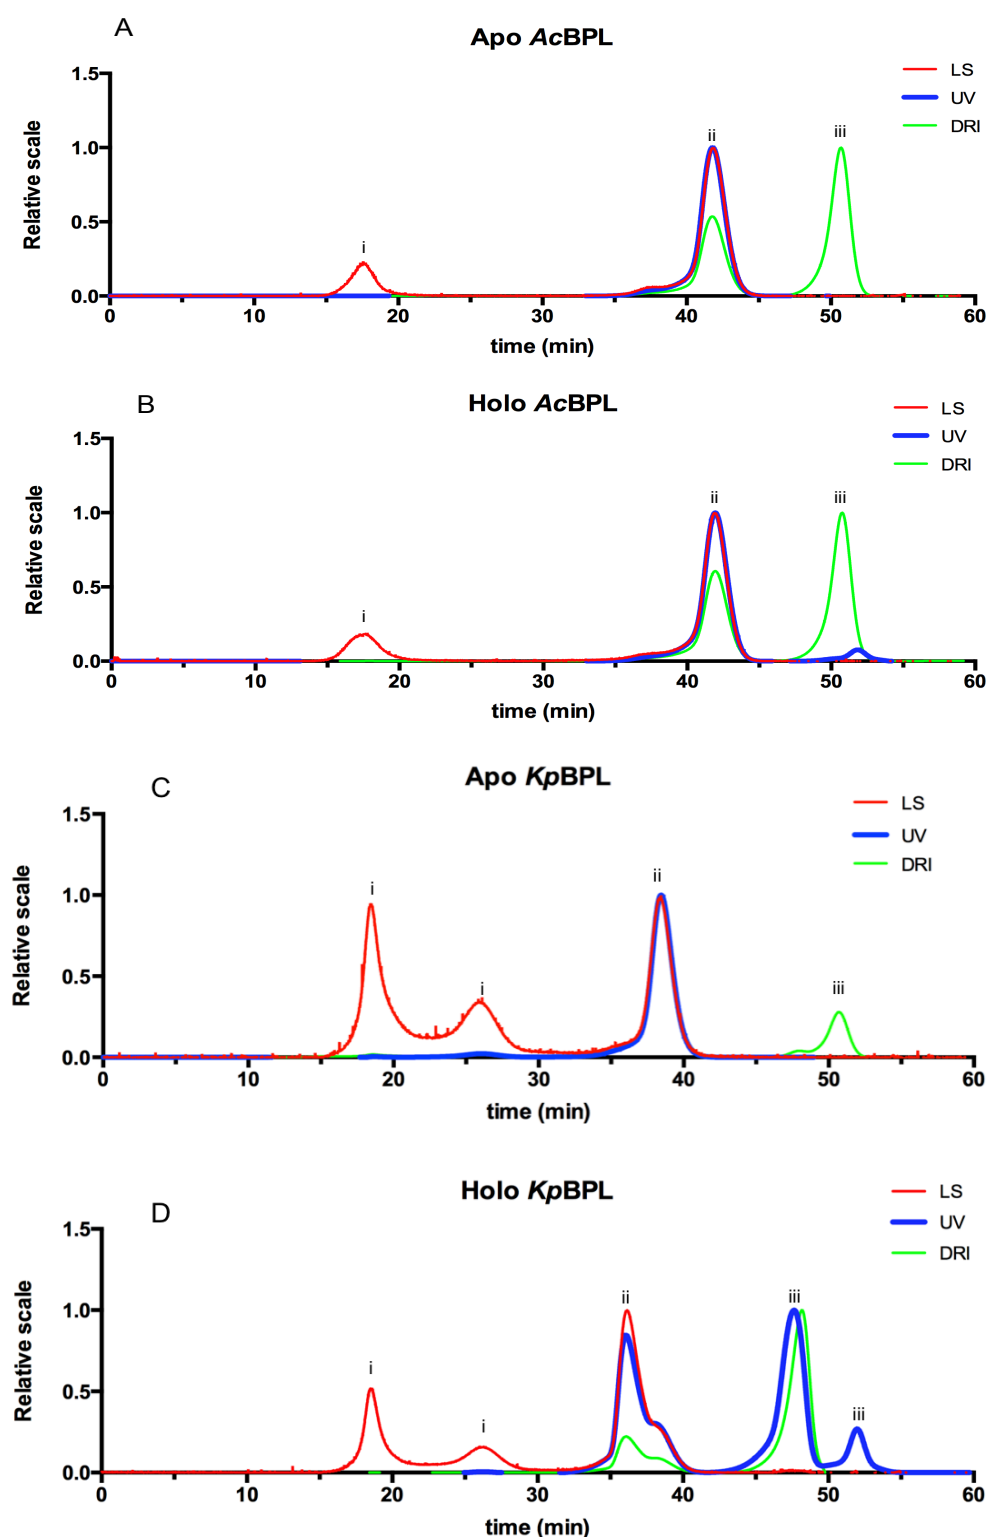 A
Apo AcBPL
LS
UV
DRI
Relative scale
1.5
1.0
0.5
0.0
i
ii
iii
0 10 20 30 40 50 60
time (min)
B
Holo AcBPL
LS
UV
DRI
Relative scale
1.5
1.0
0.5
0.0
i
ii
iii
0 10 20 30 40 50 60
time (min)
C
Apo KpBPL
LS
UV
DRI
Relative scale
1.5
1.0
0.5
0.0
i
i
ii
iii
0 10 20 30 40 50 60
time (min)
D
Holo KpBPL
LS
UV
DRI
Relative scale
1.5
1.0
0.5
0.0
i
i
ii
iii
iii
0 10 20 30 40 50 60
time (min)